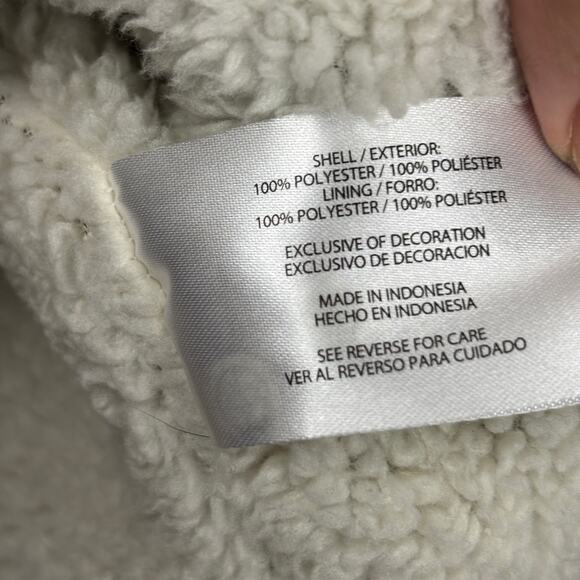 SHELL / EXTERIOR:
100% POLYESTER / 100% POLIÉSTER
LINING / FORRO:
100% POLYESTER / 100% POLIÉSTER
EXCLUSIVE OF DECORATION
EXCLUSIVO DE DECORACION
MADE IN INDONESIA
HECHO EN INDONESIA
SEE REVERSE FOR CARE
VER AL REVERSO PARA CUIDADO